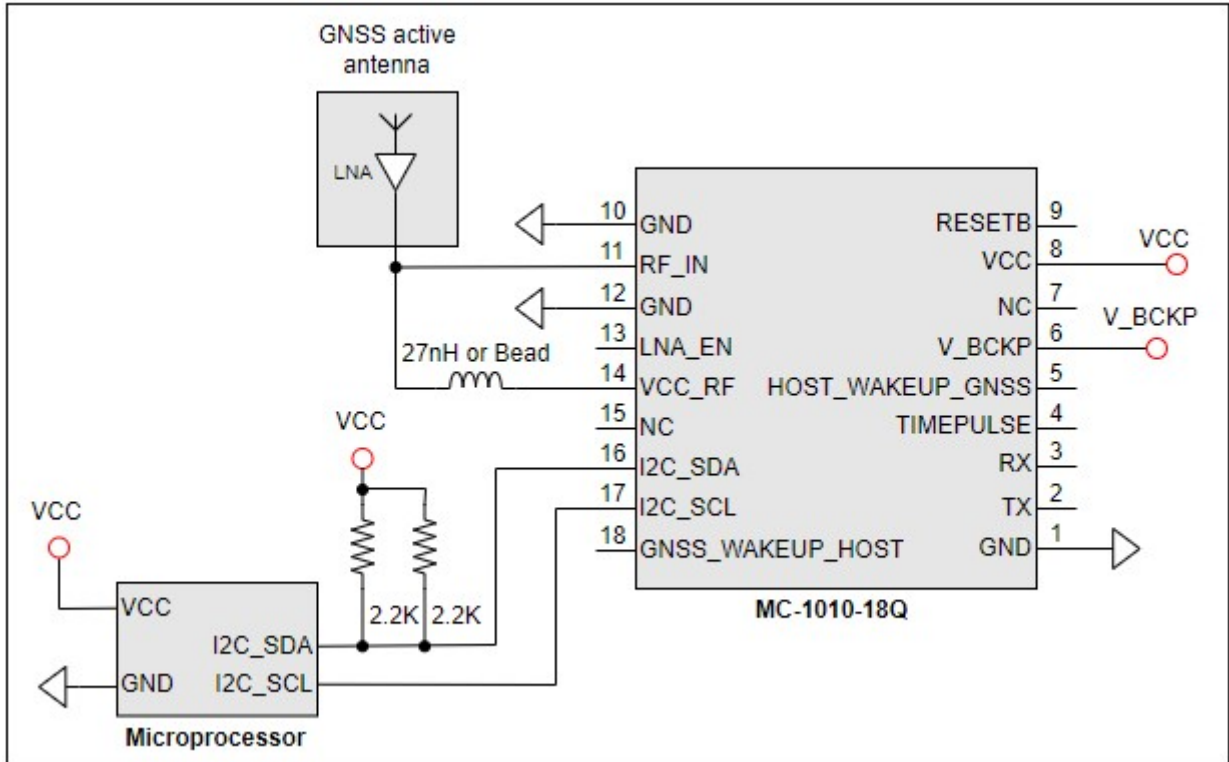 GNSS active
antenna
LNA
10
GND
11
RF_IN
12
GND
13
LNA_EN
27nH or Bead
14
VCC_RF
15
NC
16
I2C_SDA
17
I2C_SCL
18
GNSS_WAKEUP_HOST
RESETB
9
VCC
8
VCC
NC
7
V_BCKP
6
V_BCKP
HOST_WAKEUP_GNSS
5
TIMEPULSE
4
RX
3
TX
2
GND
1
MC-1010-18Q
VCC
VCC
2.2K
2.2K
VCC
I2C_SDA
GND
I2C_SCL
Microprocessor